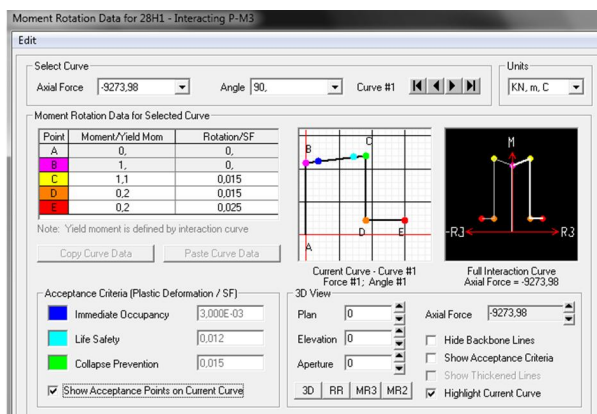 Moment Rotation Data for 28H1 - Interacting P-M3
Edit
Select Curve
Axial Force -9273,98 Angle 90, Curve #1
Units
KN, m, C
Moment Rotation Data for Selected Curve
Point Moment/Yield Mom Rotation/SF
A 0, 0,
B 1, 0,
C 1,1 0,015
D 0,2 0,015
E 0,2 0,025
Note: Yield moment is defined by interaction curve
Copy Curve Data Paste Curve Data
B C
D E
A
M
-R3 R3
Current Curve - Curve #1
Force #1; Angle #1
Full Interaction Curve
Axial Force = -9273,98
Acceptance Criteria (Plastic Deformation / SF)
Immediate Occupancy 3,000E-03
Life Safety 0,012
Collapse Prevention 0,015
Show Acceptance Points on Current Curve
3D View
Plan 0
Elevation 0
Aperture 0
3D RR MR3 MR2
Axial Force -9273,98
Hide Backbone Lines
Show Acceptance Criteria
Show Thickened Lines
Highlight Current Curve